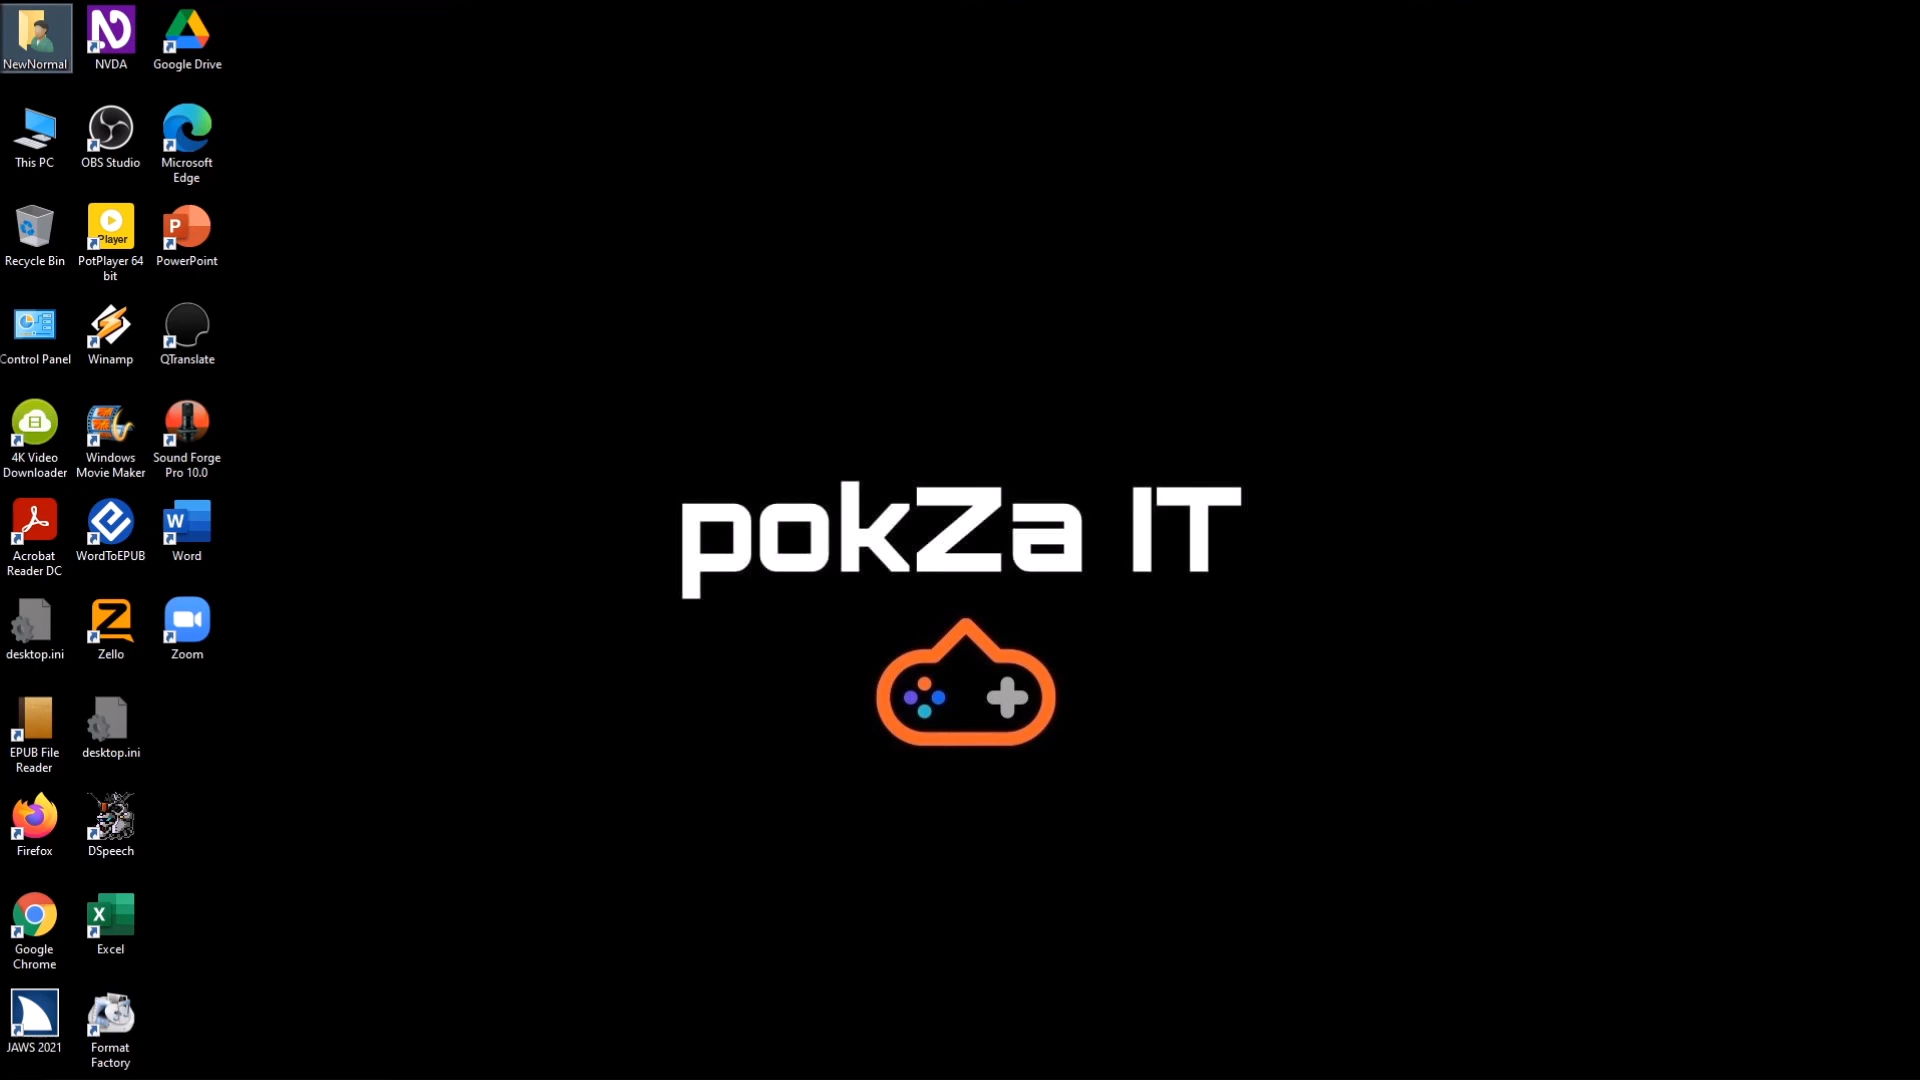 NewNormal
NVDA
Google Drive
This PC
OBS Studio
Microsoft
Edge
Recycle Bin
Player
PotPlayer 64
bit
P
PowerPoint
Control Panel
Winamp
QTranslate
4K Video
Downloader
Windows
Movie Maker
Sound Forge
Pro 10.0
Acrobat
Reader DC
WordToEPUB
W
Word
desktop.ini
Zello
Zoom
EPUB File
Reader
desktop.ini
Firefox
DSpeech
Google
Chrome
X
Excel
JAWS 2021
Format
Factory
pokZa IT